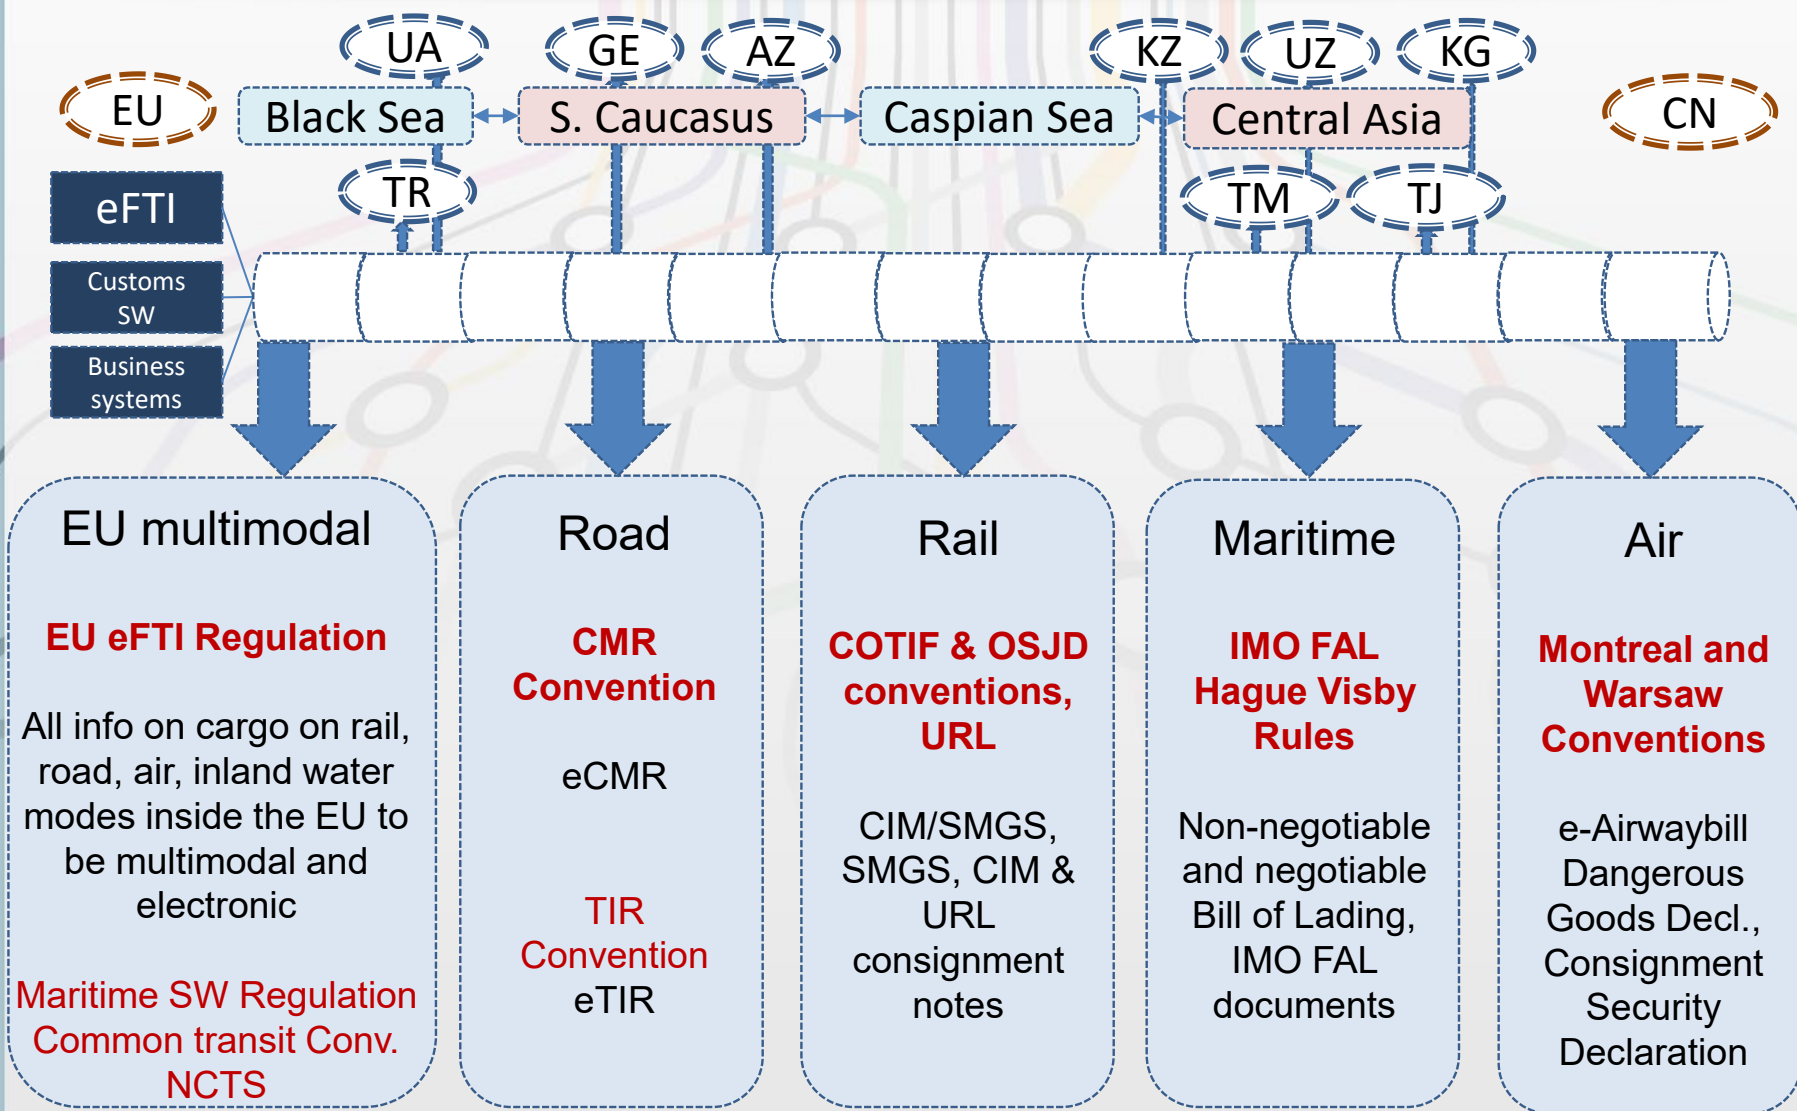 UA
GE
AZ
KZ
UZ
KG
EU
Black Sea
S. Caucasus
Caspian Sea
Central Asia
CN
TR
TM
TJ
eFTI
Customs
SW
Business
systems
EU multimodal
EU eFTI Regulation
All info on cargo on rail,
road, air, inland water
modes inside the EU to
be multimodal and
electronic
Maritime SW Regulation
Common transit Conv.
NCTS
Road
CMR
Convention
eCMR
TIR
Convention
eTIR
Rail
COTIF & OSJD
conventions,
URL
CIM/SMGS,
SMGS, CIM &
URL
consignment
notes
Maritime
IMO FAL
Hague Visby
Rules
Non-negotiable
and negotiable
Bill of Lading,
IMO FAL
documents
Air
Montreal and
Warsaw
Conventions
e-Airwaybill
Dangerous
Goods Decl.,
Consignment
Security
Declaration